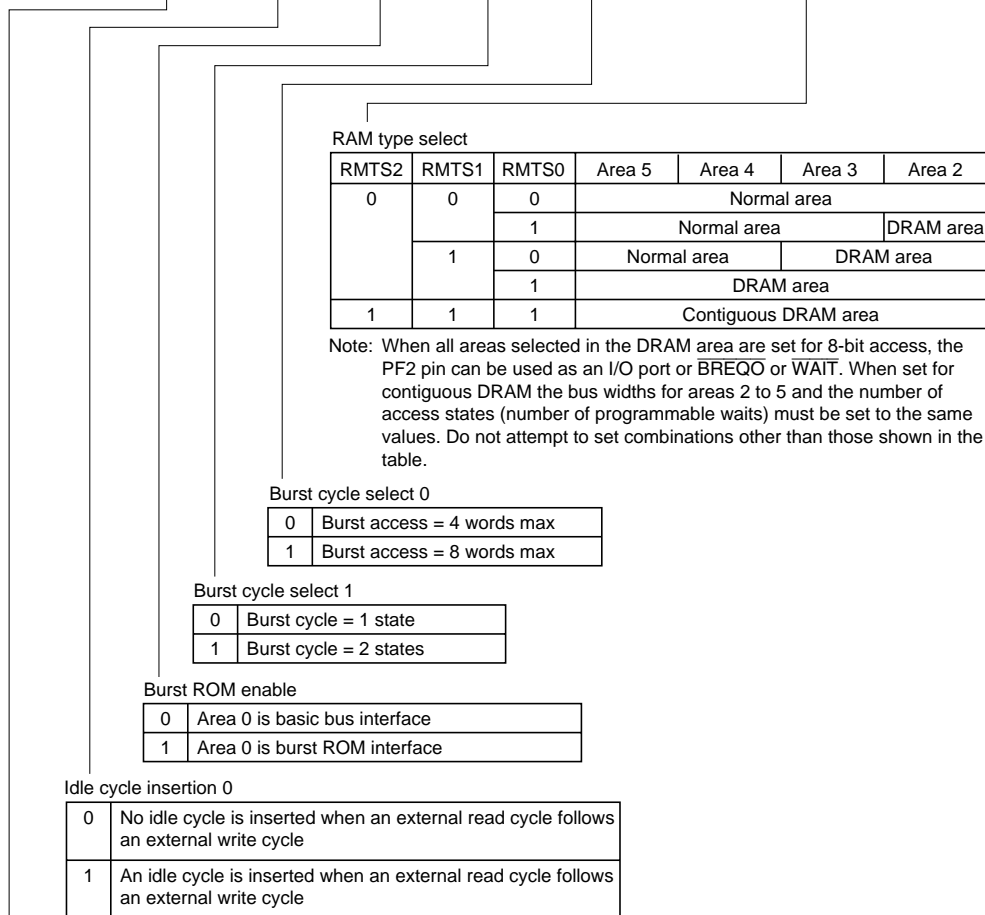 RAM type select
RMTS2 RMTS1 RMTS0 Area 5 Area 4 Area 3 Area 2
0 0 0 Normal area
1 Normal area DRAM area
1 0 Normal area DRAM area
1 DRAM area
1 1 1 Contiguous DRAM area
Note: When all areas selected in the DRAM area are set for 8-bit access, the
PF2 pin can be used as an I/O port or BREQO or WAIT. When set for
contiguous DRAM the bus widths for areas 2 to 5 and the number of
access states (number of programmable waits) must be set to the same
values. Do not attempt to set combinations other than those shown in the
table.
Burst cycle select 0
0 Burst access = 4 words max
1 Burst access = 8 words max
Burst cycle select 1
0 Burst cycle = 1 state
1 Burst cycle = 2 states
Burst ROM enable
0 Area 0 is basic bus interface
1 Area 0 is burst ROM interface
Idle cycle insertion 0
0 No idle cycle is inserted when an external read cycle follows
an external write cycle
1 An idle cycle is inserted when an external read cycle follows
an external write cycle